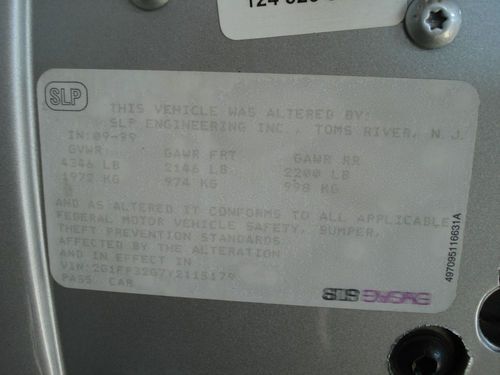 SLP
THIS VEHICLE WAS ALTERED BY:
SLP ENGINEERING INC., TOMS RIVER, N.J.
IN:09-99
GVWR GAWR FRT GAWR RR
4346 LB 2146 LB 2200 LB
1972 KG 974 KG 998 KG
AND AS ALTERED IT CONFORMS TO ALL APPLICABLE
FEDERAL MOTOR VEHICLE SAFETY, BUMPER,
THEFT PREVENTION STANDARDS
AFFECTED BY THE ALTERATION
AND IN EFFECT IN
VIN:2G1FP32G7Y2115179
PASS. CAR
497095116631A